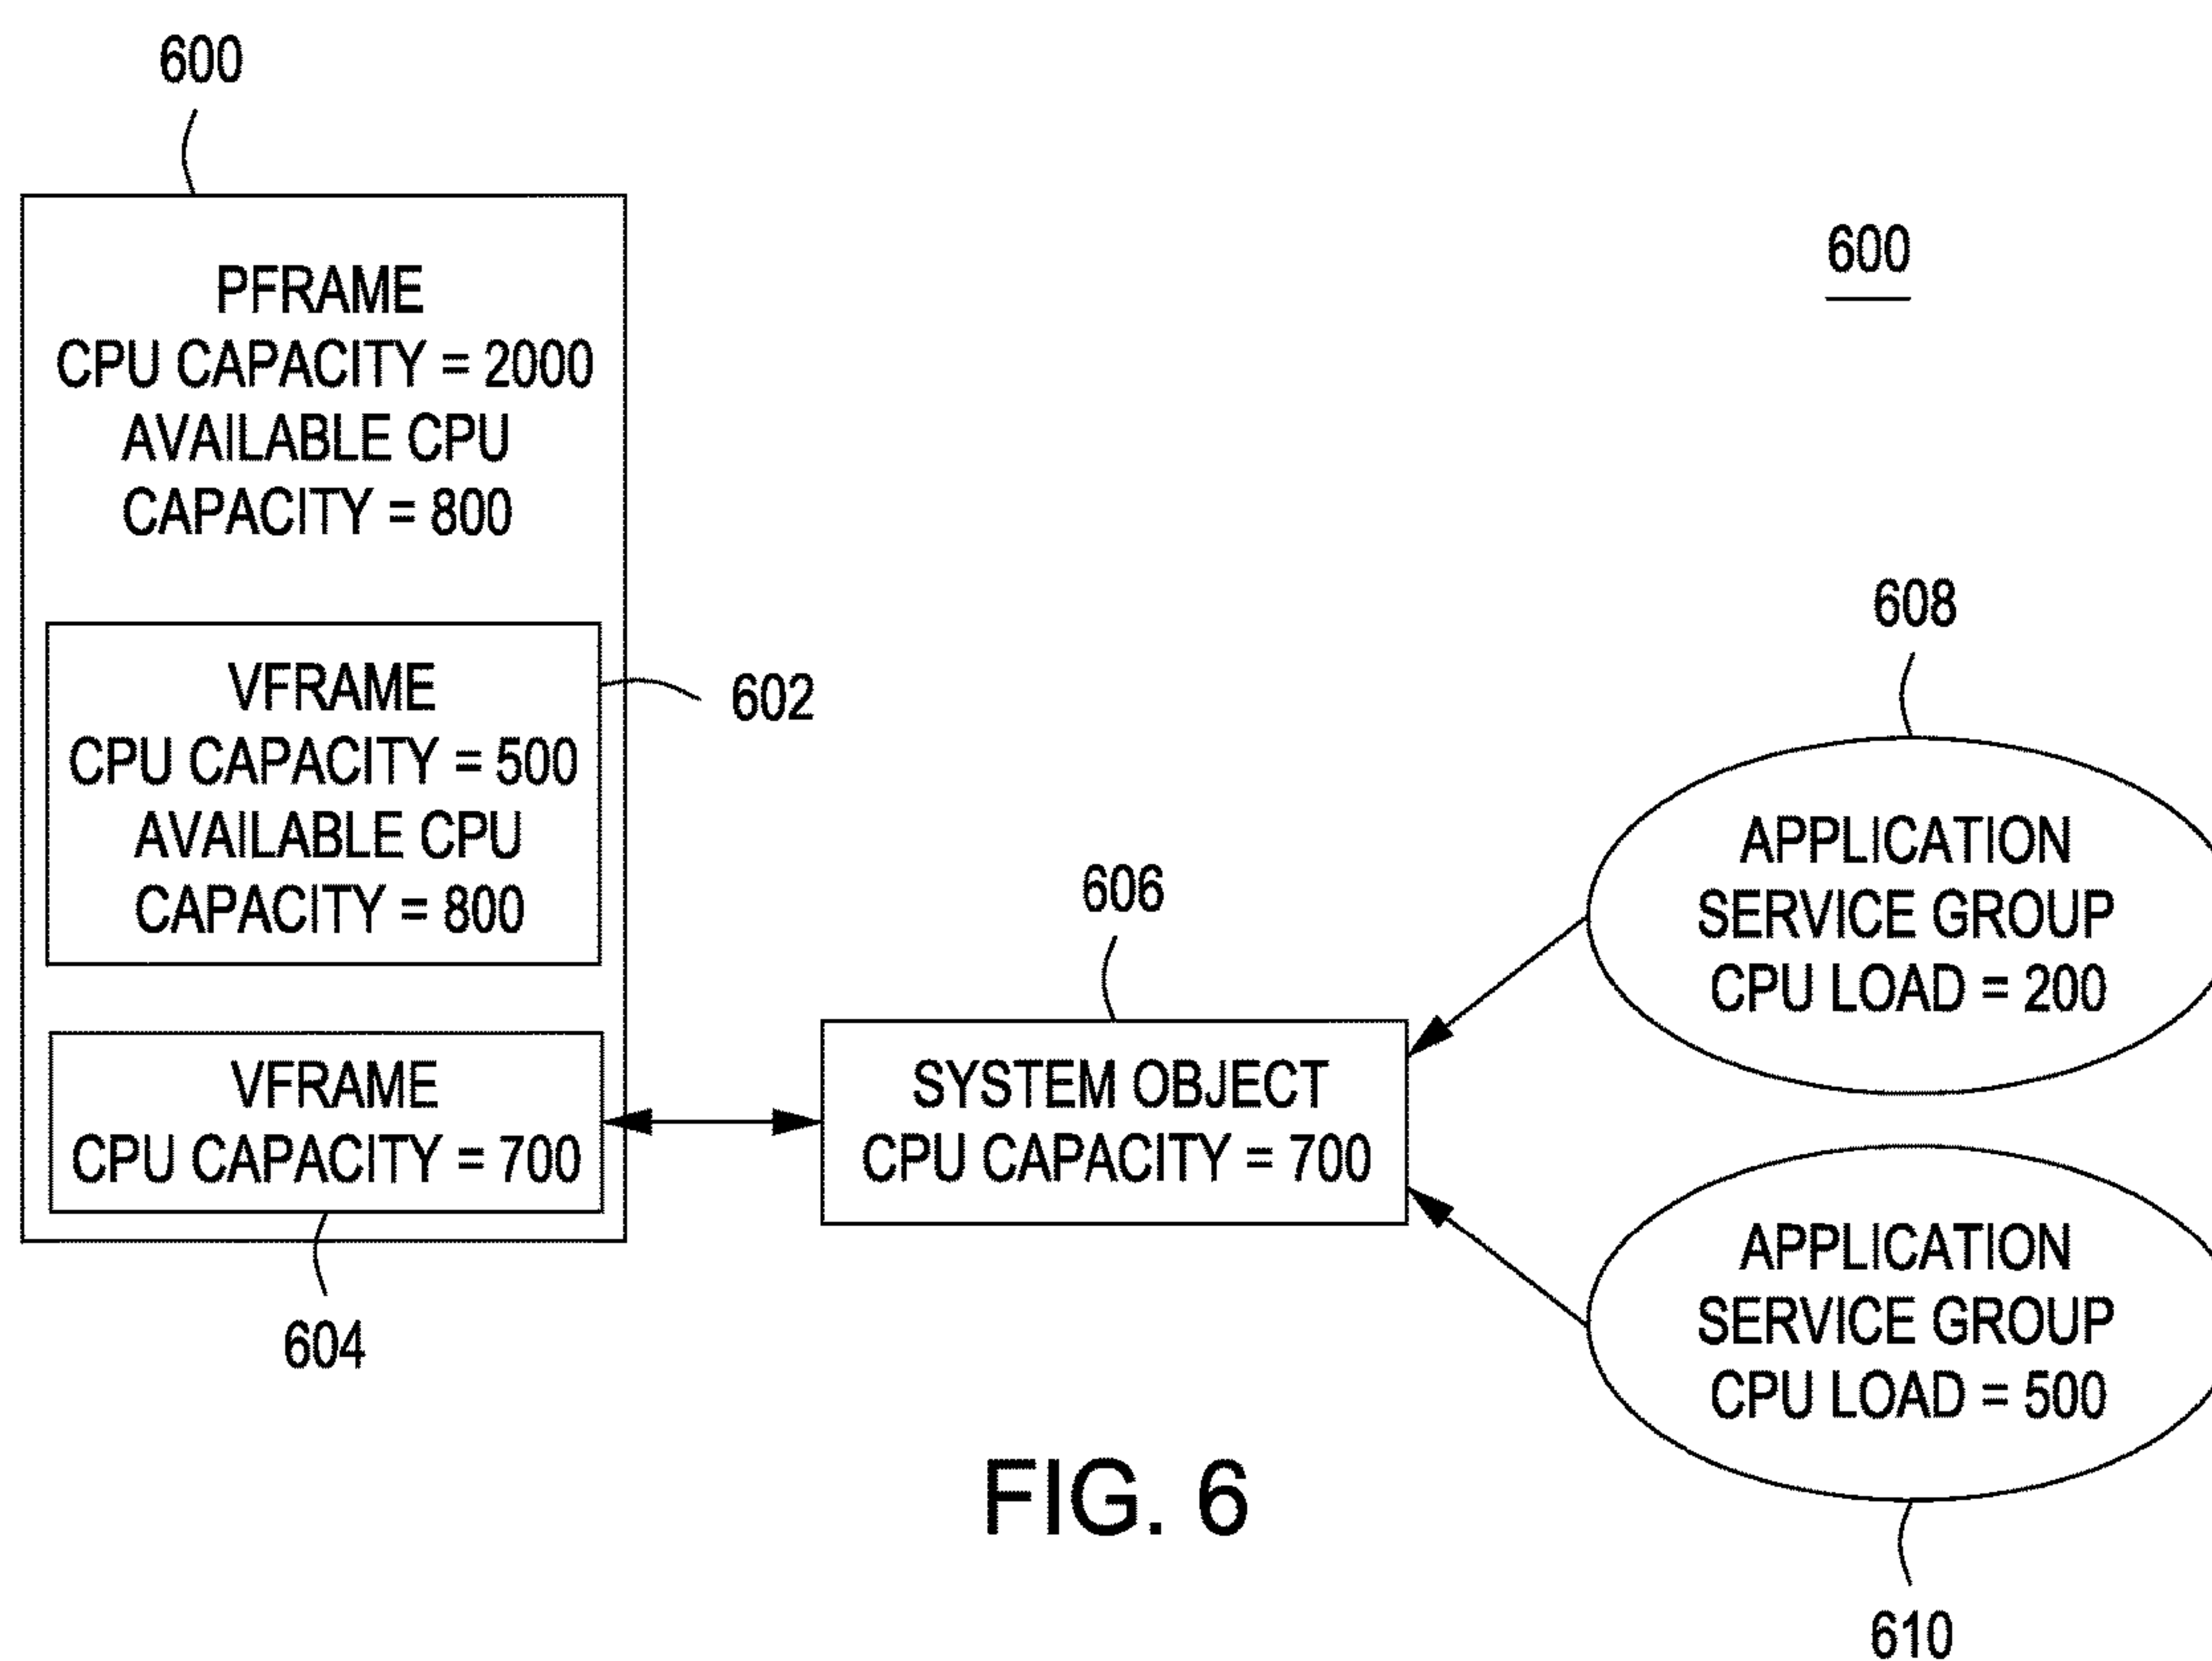 600
PFRAME
CPU CAPACITY = 2000
AVAILABLE CPU
CAPACITY = 800
600
VFRAME
CPU CAPACITY = 500
AVAILABLE CPU
CAPACITY = 800
602
VFRAME
CPU CAPACITY = 700
604
606
SYSTEM OBJECT
CPU CAPACITY = 700
608
APPLICATION
SERVICE GROUP
CPU LOAD = 200
APPLICATION
SERVICE GROUP
CPU LOAD = 500
610
FIG. 6